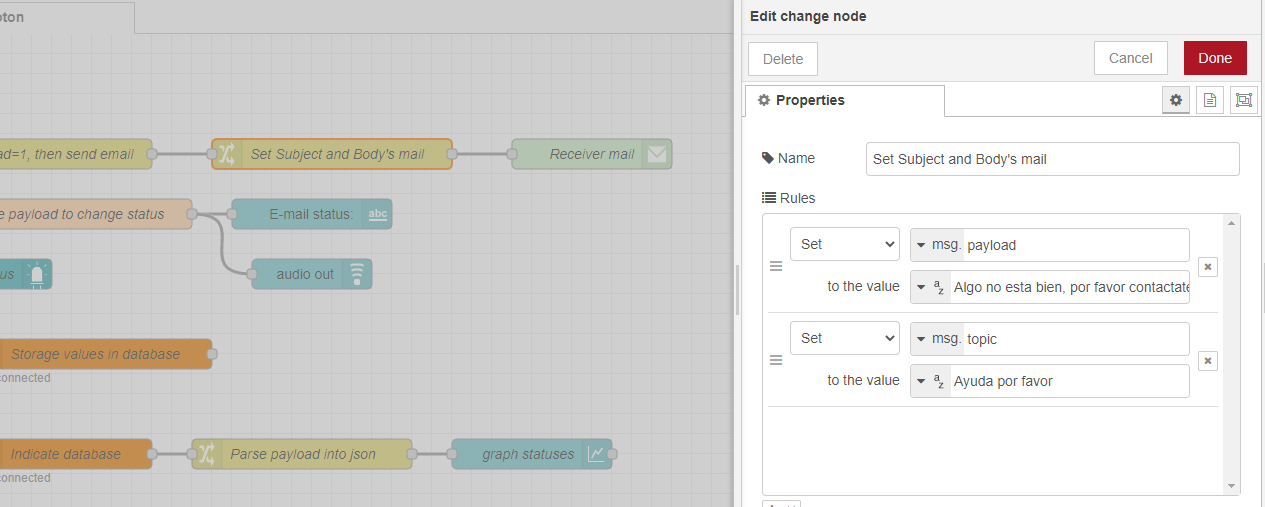 oton
Edit change node
Delete
Cancel
Done
Properties
ad=1, then send email
Set Subject and Body's mail
Receiver mail
Name
Set Subject and Body's mail
Rules
e payload to change status
E-mail status:
abc
Set
msg. payload
us
audio out
to the value
a z
Algo no esta bien, por favor contactate
Set
msg. topic
Storage values in database
connected
to the value
a z
Ayuda por favor
Indicate database
Parse payload into json
graph statuses
connected